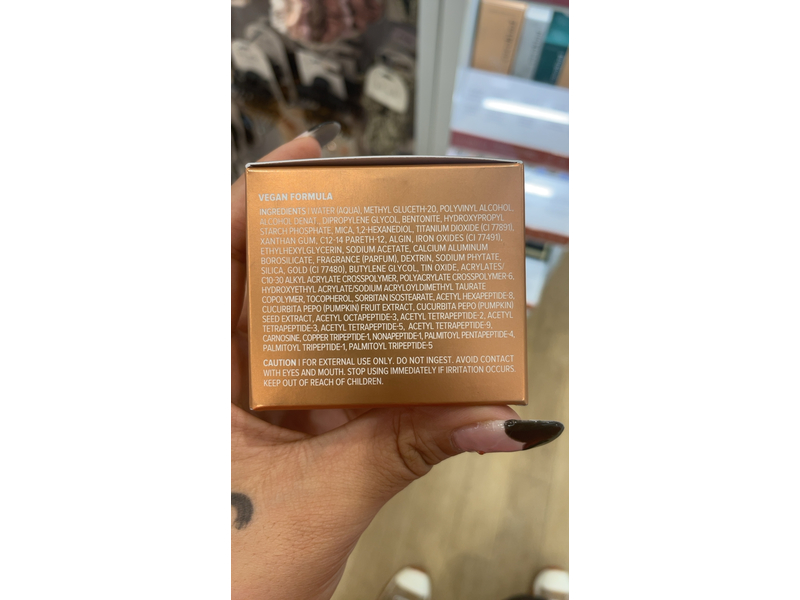 VEGAN FORMULA
INGREDIENTS | WATER (AQUA), METHYL GLUCETH-20, POLYVINYL ALCOHOL,
ALCOHOL DENAT., DIPROPYLENE GLYCOL, BENTONITE, HYDROXYPROPYL
STARCH PHOSPHATE, MICA, 1,2-HEXANEDIOL, TITANIUM DIOXIDE (CI 77891),
XANTHAN GUM, C12-14 PARETH-12, ALGIN, IRON OXIDES (CI 77491),
ETHYLHEXYLGLYCERIN, SODIUM ACETATE, CALCIUM ALUMINUM
BOROSILICATE, FRAGRANCE (PARFUM), DEXTRIN, SODIUM PHYTATE,
SILICA, GOLD (CI 77480), BUTYLENE GLYCOL, TIN OXIDE, ACRYLATES/
C10-30 ALKYL ACRYLATE CROSSPOLYMER, POLYACRYLATE CROSSPOLYMER-6,
HYDROXYETHYL ACRYLATE/SODIUM ACRYLOYLDIMETHYL TAURATE
COPOLYMER, TOCOPHEROL, SORBITAN ISOSTEARATE, ACETYL HEXAPEPTIDE-8,
CUCURBITA PEPO (PUMPKIN) FRUIT EXTRACT, CUCURBITA PEPO (PUMPKIN)
SEED EXTRACT, ACETYL OCTAPEPTIDE-3, ACETYL TETRAPEPTIDE-2, ACETYL
TETRAPEPTIDE-3, ACETYL TETRAPEPTIDE-5, ACETYL TETRAPEPTIDE-9,
CARNOSINE, COPPER TRIPEPTIDE-1, NONAPEPTIDE-1, PALMITOYL PENTAPEPTIDE-4,
PALMITOYL TRIPEPTIDE-1, PALMITOYL TRIPEPTIDE-5
CAUTION | FOR EXTERNAL USE ONLY. DO NOT INGEST. AVOID CONTACT
WITH EYES AND MOUTH. STOP USING IMMEDIATELY IF IRRITATION OCCURS.
KEEP OUT OF REACH OF CHILDREN.